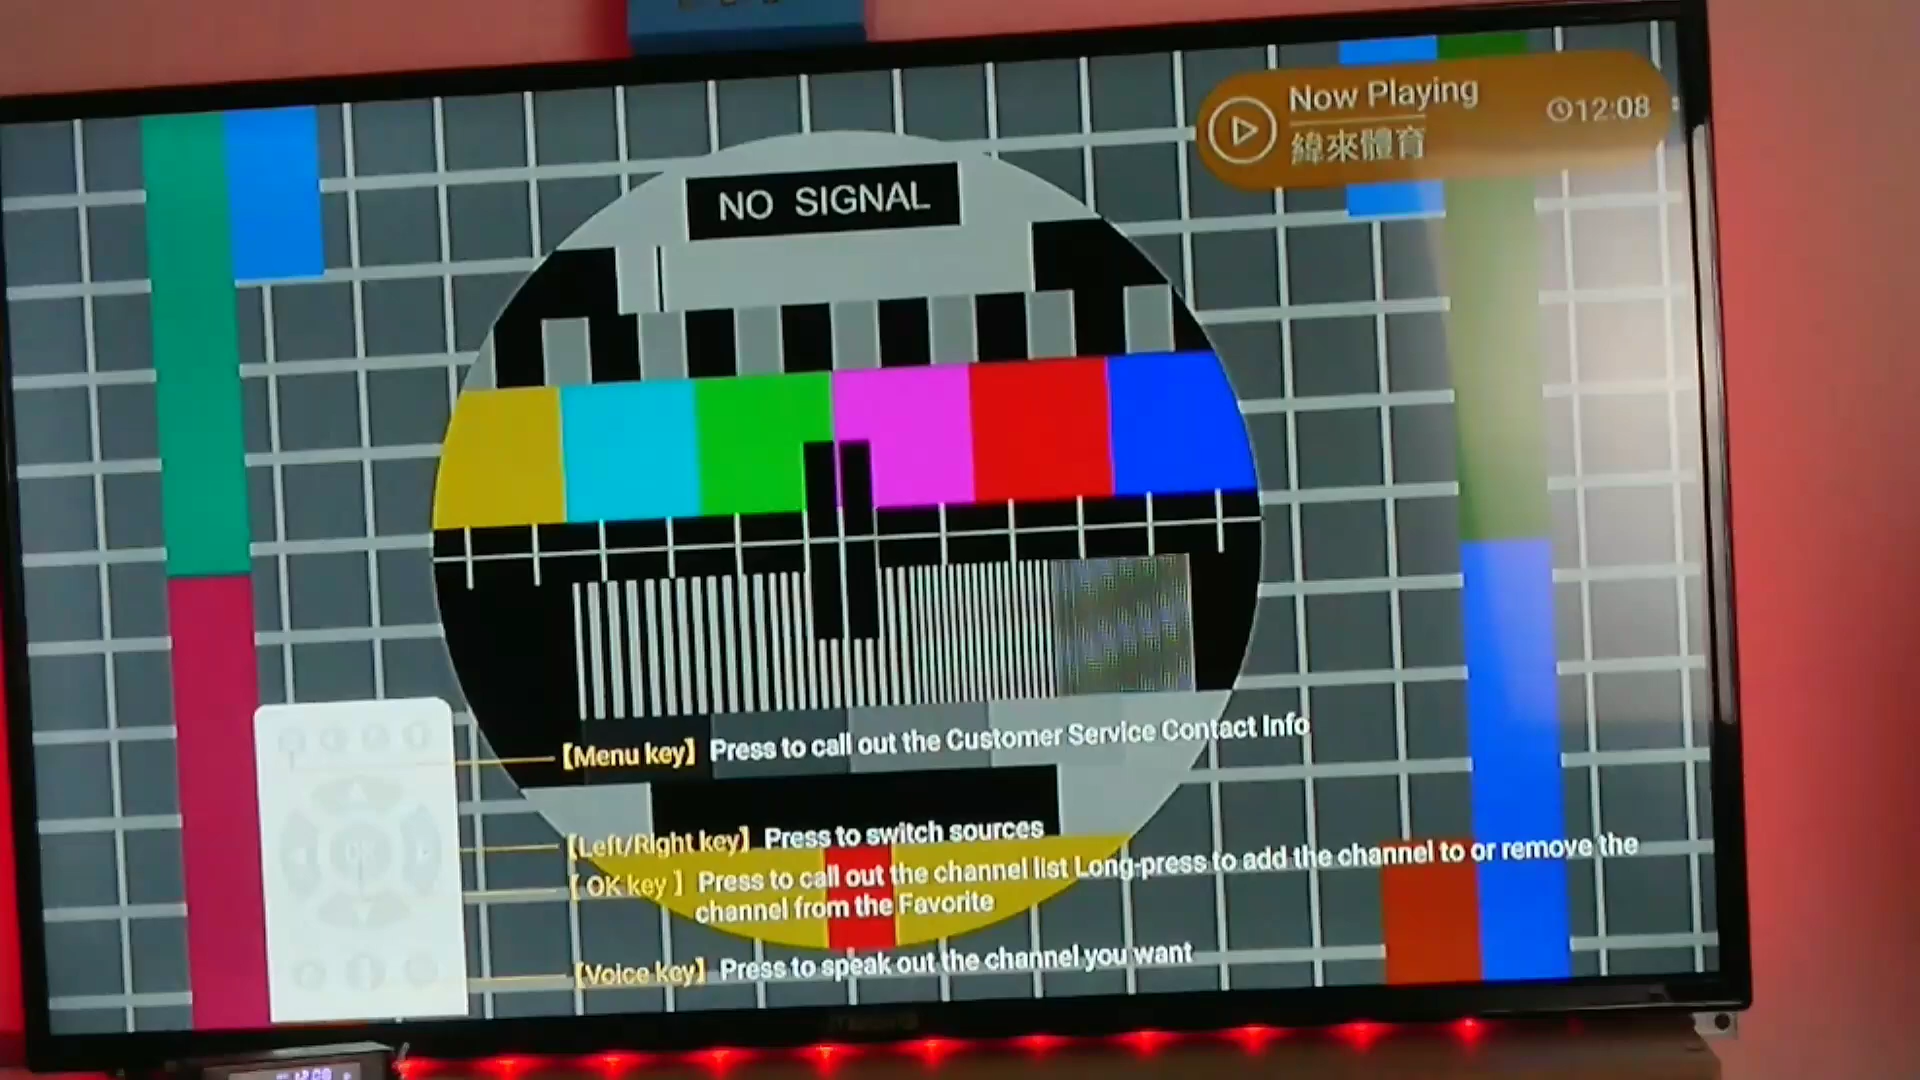 Now Playing
緯來體育
12:08
NO SIGNAL
【Menu key】 Press to call out the Customer Service Contact Info
【Left/Right key】 Press to switch sources
【 OK key 】 Press to call out the channel list Long-press to add the channel to or remove the
channel from the Favorite
【Voice key】 Press to speak out the channel you want
OK
12:08